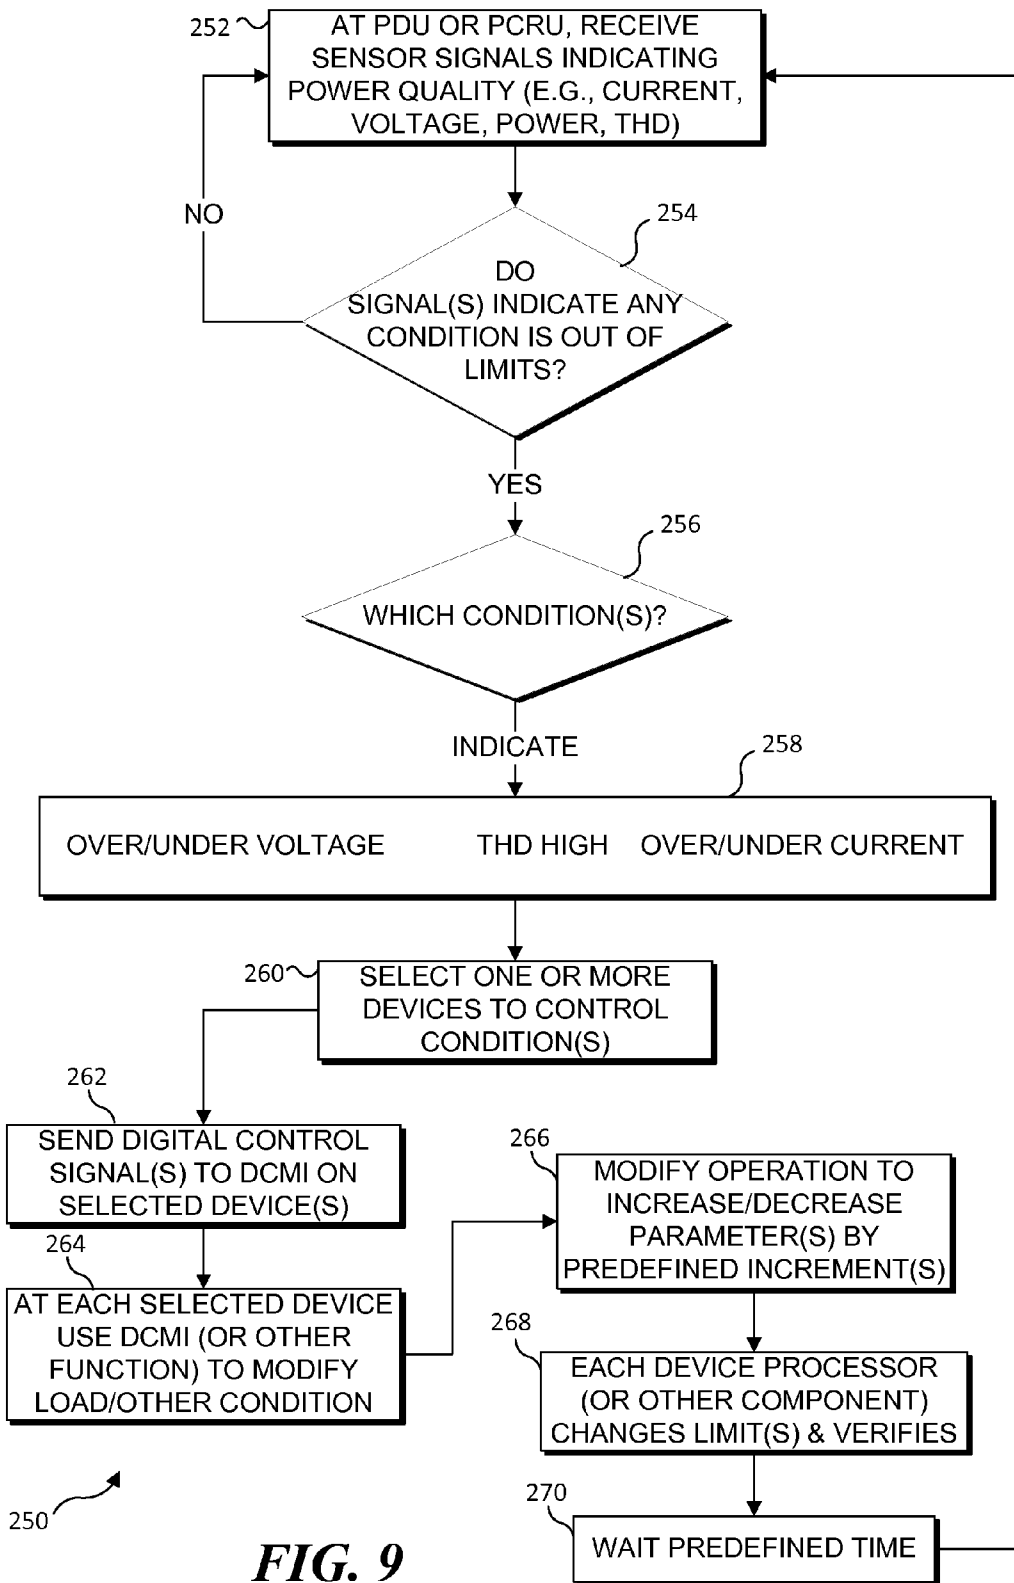 252
AT PDU OR PCRU, RECEIVE
SENSOR SIGNALS INDICATING
POWER QUALITY (E.G., CURRENT,
VOLTAGE, POWER, THD)
NO
254
DO
SIGNAL(S) INDICATE ANY
CONDITION IS OUT OF
LIMITS?
YES
256
WHICH CONDITION(S)?
INDICATE
258
OVER/UNDER VOLTAGE THD HIGH OVER/UNDER CURRENT
260
SELECT ONE OR MORE
DEVICES TO CONTROL
CONDITION(S)
262
SEND DIGITAL CONTROL
SIGNAL(S) TO DCMI ON
SELECTED DEVICE(S)
264
AT EACH SELECTED DEVICE
USE DCMI (OR OTHER
FUNCTION) TO MODIFY
LOAD/OTHER CONDITION
266
MODIFY OPERATION TO
INCREASE/DECREASE
PARAMETER(S) BY
PREDEFINED INCREMENT(S)
268
EACH DEVICE PROCESSOR
(OR OTHER COMPONENT)
CHANGES LIMIT(S) & VERIFIES
270
WAIT PREDEFINED TIME
250
FIG. 9